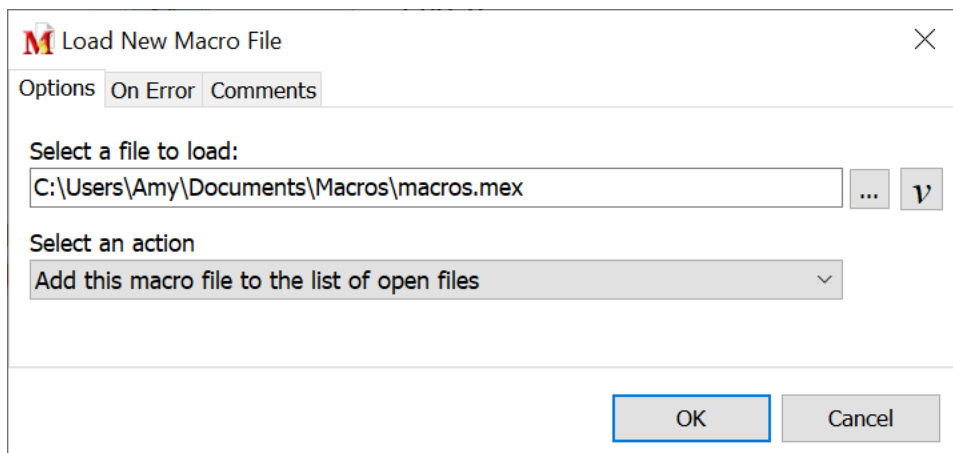 Load New Macro File
Options On Error Comments
Select a file to load:
C:\Users\Amy\Documents\Macros\macros.mex ... v
Select an action
Add this macro file to the list of open files
OK Cancel